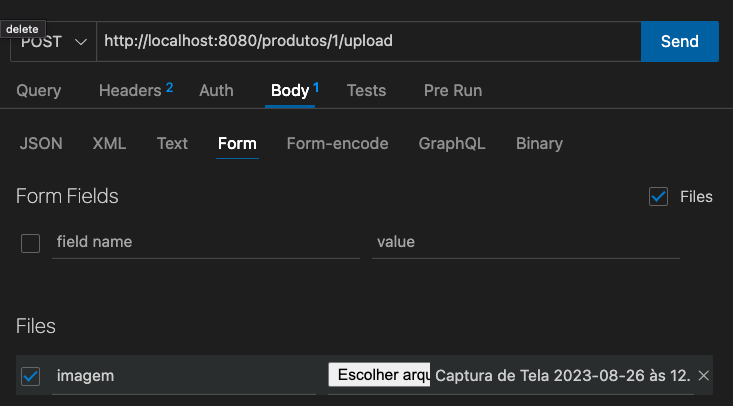 delete
POST http://localhost:8080/produtos/1/upload Send
Query Headers 2 Auth Body 1 Tests Pre Run
JSON XML Text Form Form-encode GraphQL Binary
Form Fields Files
field name value
Files
imagem Escolher arqu Captura de Tela 2023-08-26 às 12.